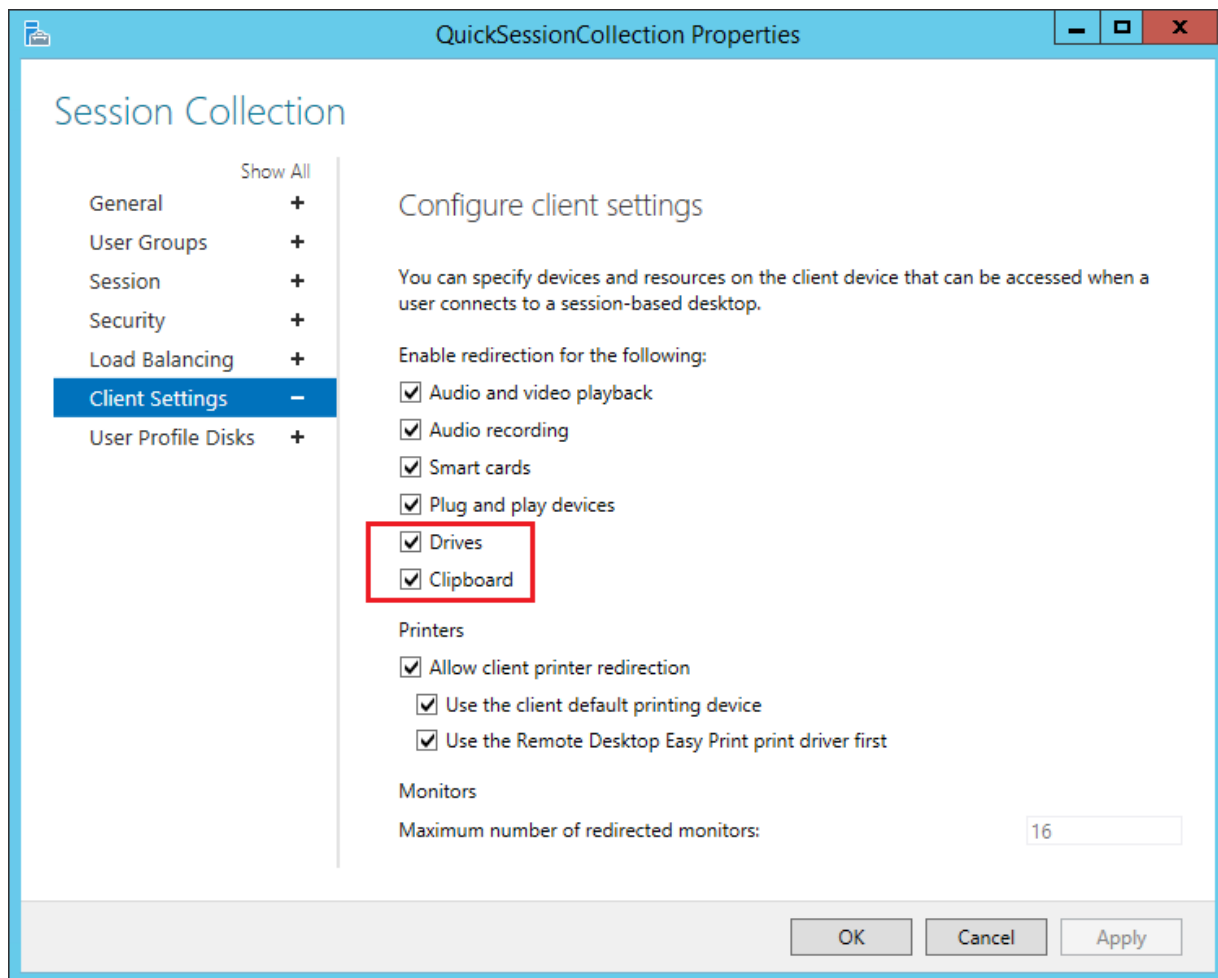 QuickSessionCollection Properties
Session Collection
Show All
General
User Groups
Session
Security
Load Balancing
Client Settings
User Profile Disks
Configure client settings
You can specify devices and resources on the client device that can be accessed when a
user connects to a session-based desktop.
Enable redirection for the following:
Audio and video playback
Audio recording
Smart cards
Plug and play devices
Drives
Clipboard
Printers
Allow client printer redirection
Use the client default printing device
Use the Remote Desktop Easy Print print driver first
Monitors
Maximum number of redirected monitors: 16
OK Cancel Apply